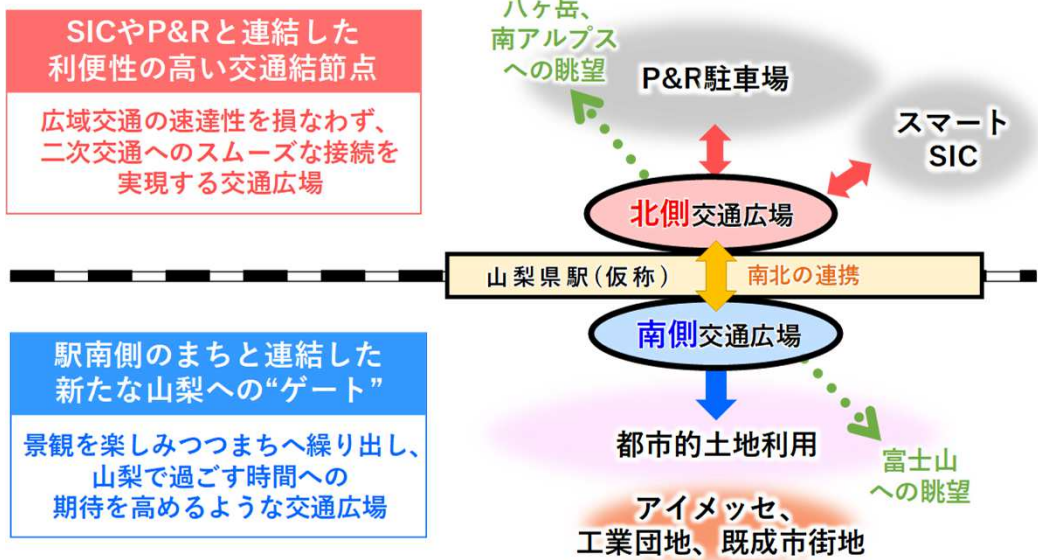 SICやP&Rと連結した
利便性の高い交通結節点
広域交通の速達性を損なわず、
二次交通へのスムーズな接続を
実現する交通広場
八ヶ岳、
南アルプス
への眺望
P&R駐車場
スマート
SIC
北側交通広場
山梨県駅(仮称)
南北の連携
南側交通広場
駅南側のまちと連結した
新たな山梨への“ゲート”
景観を楽しみつつまちへ繰り出し、
山梨で過ごす時間への
期待を高めるような交通広場
都市的土地利用
富士山
への眺望
アイメッセ、
工業団地、既成市街地